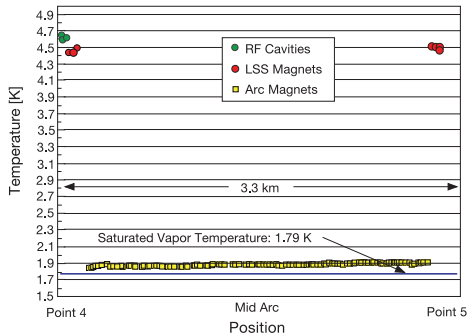 4.9
4.7
4.5
4.3
4.1
3.9
3.7
3.5
3.3
3.1
2.9
2.7
2.5
2.3
2.1
1.9
1.7
1.5
Temperature [K]
RF Cavities
LSS Magnets
Arc Magnets
3.3 km
Saturated Vapor Temperature: 1.79 K
Point 4
Mid Arc
Point 5
Position